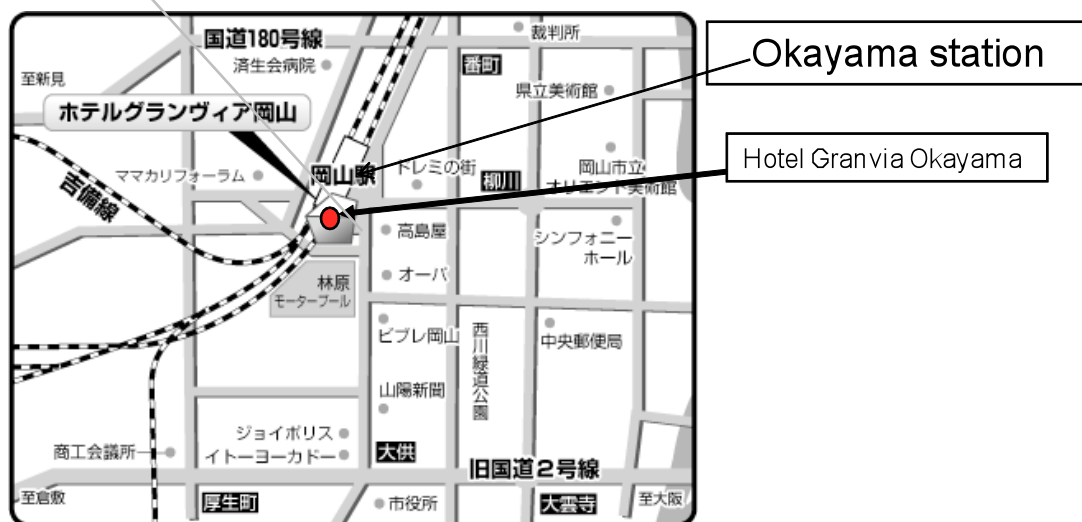 国道180号線
裁判所
Okayama station
済生会病院
番町
至新見
県立美術館
ホテルグランヴィア岡山
Hotel Granvia Okayama
岡山駅
トレミの街
岡山市立
オリエント美術館
ママカリフォーラム
柳川
吉備線
高島屋
シンフォニー
ホール
オーパ
林原
モータープール
ビブレ岡山
西川緑道公園
中央郵便局
山陽新聞
ジョイポリス
商工会議所
イトーヨーカドー
大供
旧国道2号線
至倉敷
厚生町
市役所
大雲寺
至大阪